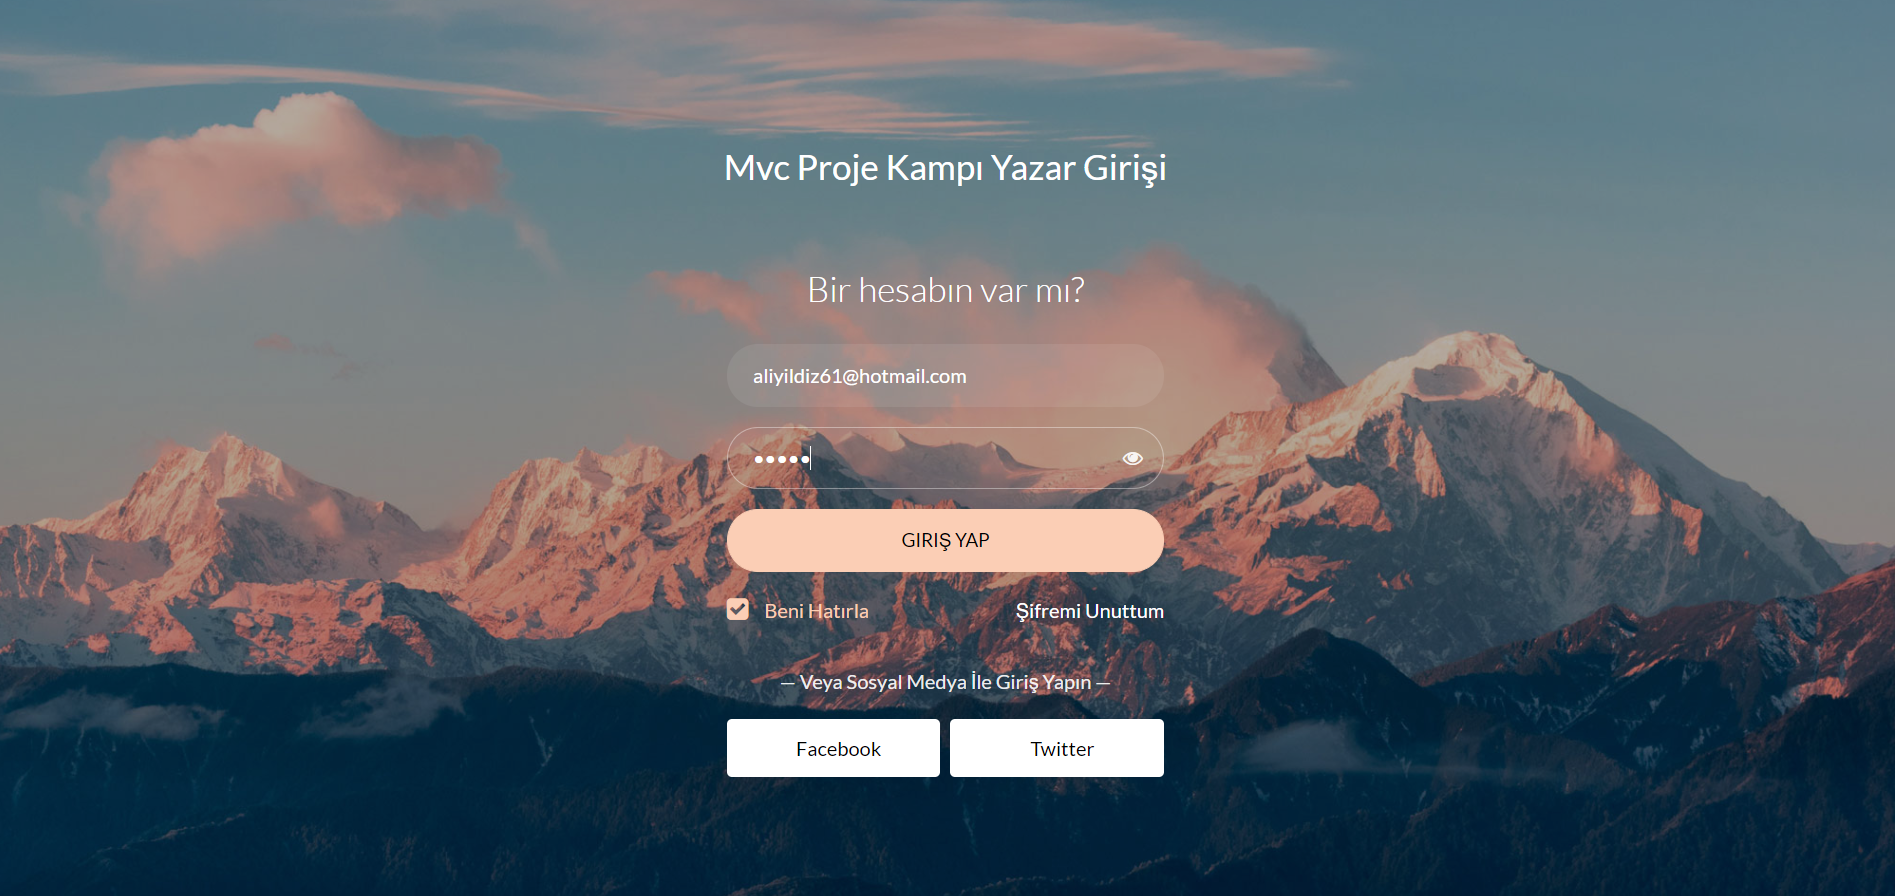 Mvc Proje Kampı Yazar Girişi
Bir hesabın var mı?
aliyildiz61@hotmail.com
•••••
GIRIŞ YAP
Beni Hatırla Şifremi Unuttum
— Veya Sosyal Medya İle Giriş Yapın —
Facebook Twitter